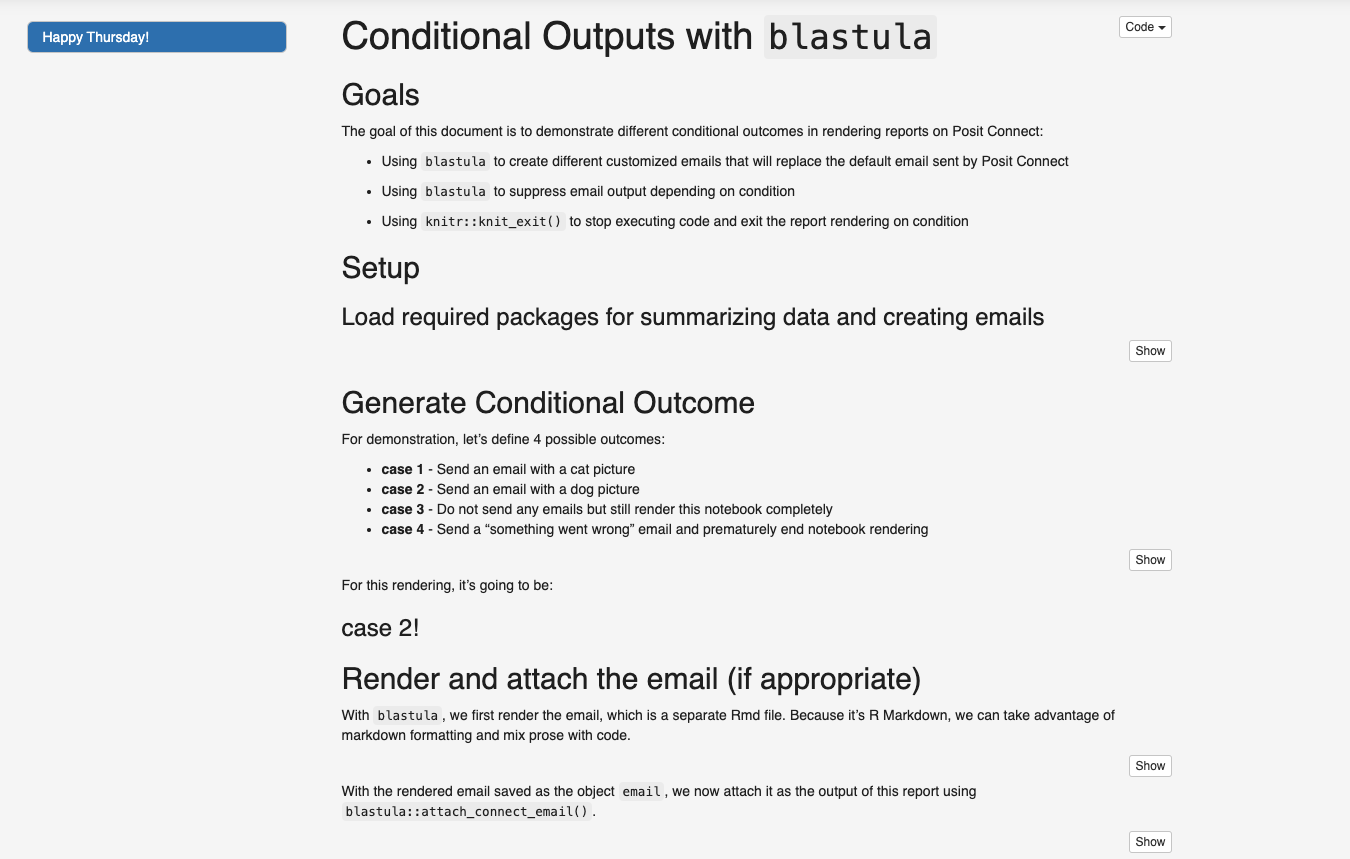 Happy Thursday!
Conditional Outputs with blastula
Code
Goals
The goal of this document is to demonstrate different conditional outcomes in rendering reports on Posit Connect:
• Using blastula to create different customized emails that will replace the default email sent by Posit Connect
• Using blastula to suppress email output depending on condition
• Using knitr::knit_exit() to stop executing code and exit the report rendering on condition
Setup
Load required packages for summarizing data and creating emails
Show
Generate Conditional Outcome
For demonstration, let’s define 4 possible outcomes:
• case 1 - Send an email with a cat picture
• case 2 - Send an email with a dog picture
• case 3 - Do not send any emails but still render this notebook completely
• case 4 - Send a “something went wrong” email and prematurely end notebook rendering
Show
For this rendering, it’s going to be:
case 2!
Render and attach the email (if appropriate)
With blastula, we first render the email, which is a separate Rmd file. Because it’s R Markdown, we can take advantage of
markdown formatting and mix prose with code.
Show
With the rendered email saved as the object email, we now attach it as the output of this report using
blastula::attach_connect_email().
Show